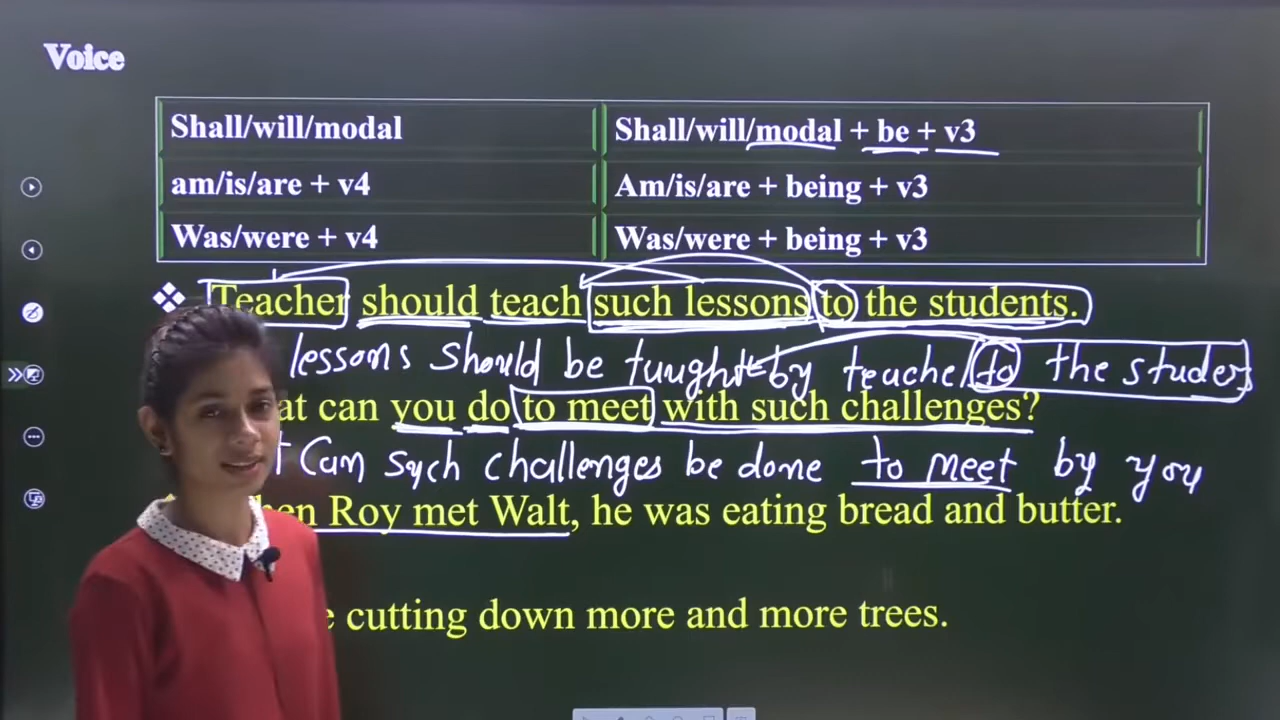 Voice
Shall/will/modal
Shall/will/modal + be + v3
am/is/are + v4
Am/is/are + being + v3
Was/were + v4
Was/were + being + v3
Teacher should teach such lessons to the students.
lessons should be tught by teacher to the studens
at can you do to meet with such challenges?
t Can such challenges be done to meet by you
en Roy met Walt, he was eating bread and butter.
e cutting down more and more trees.